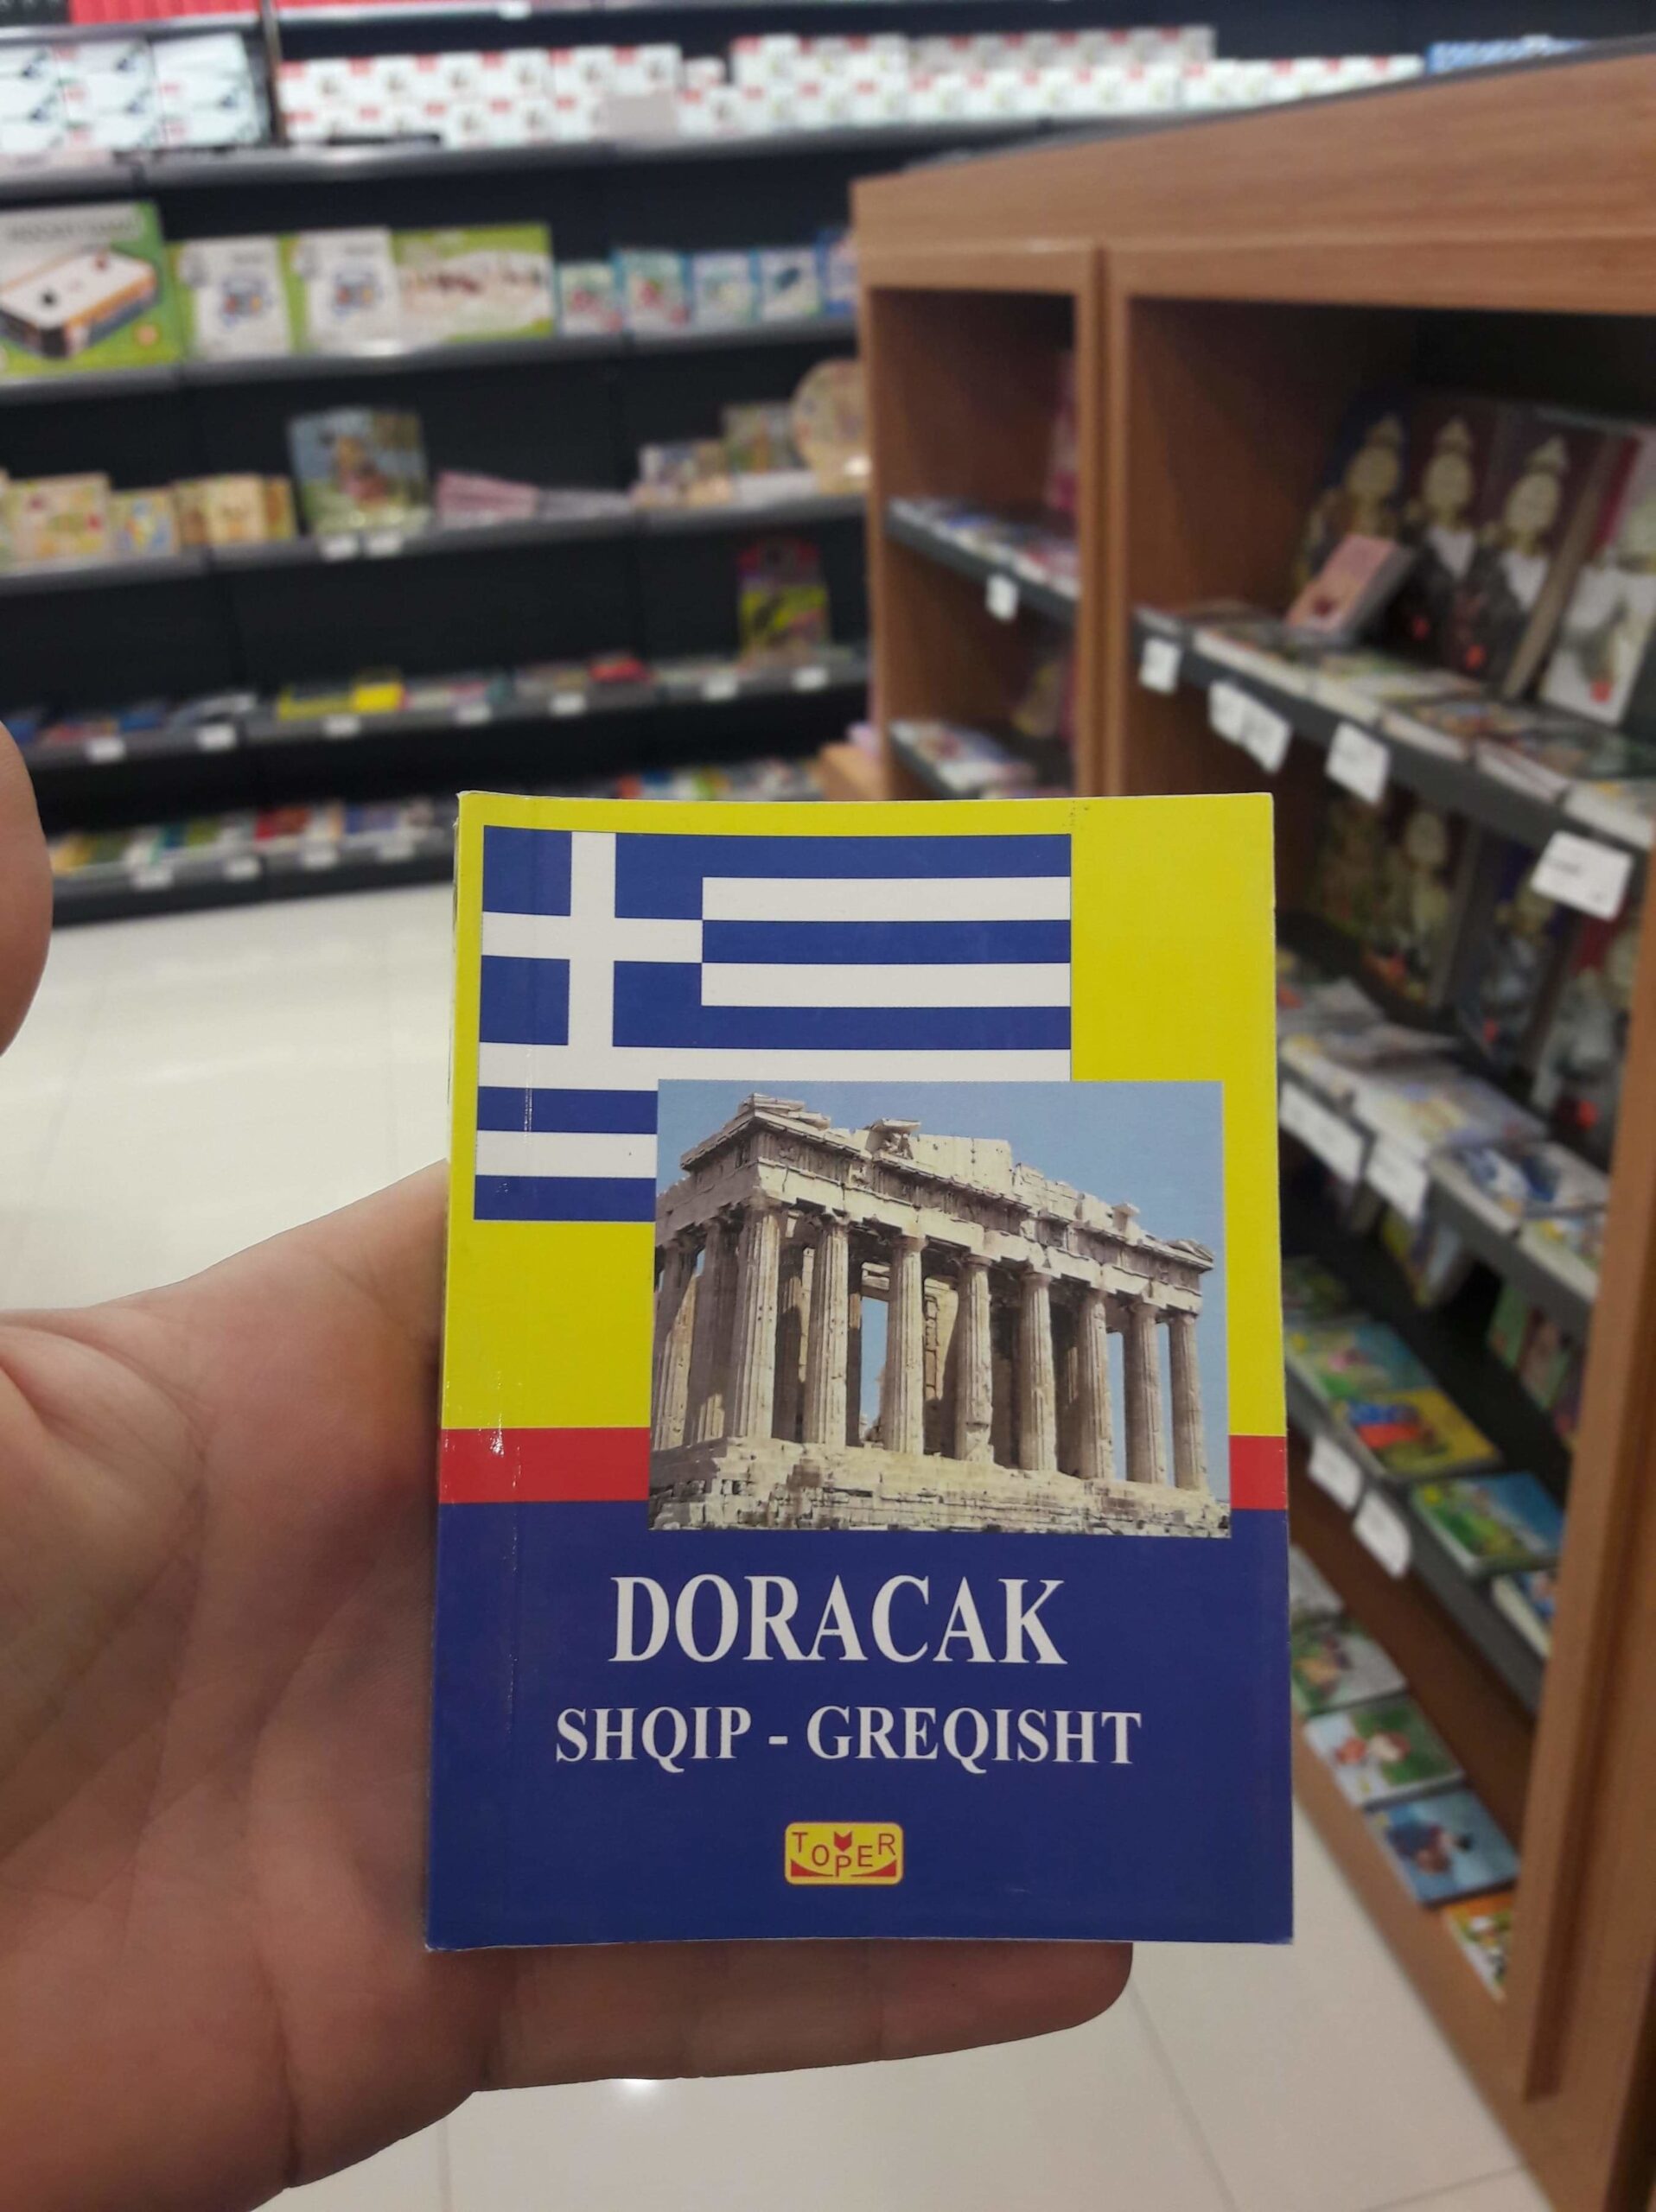 DORACAK
SHQIP - GREQISHT
TOPER